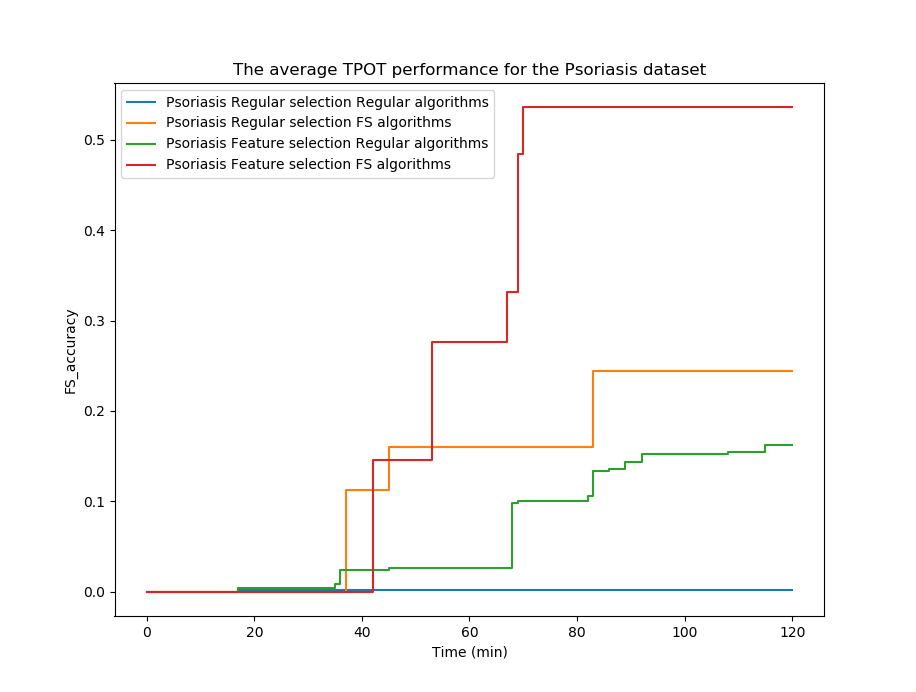 The average TPOT performance for the Psoriasis dataset
Psoriasis Regular selection Regular algorithms
Psoriasis Regular selection FS algorithms
Psoriasis Feature selection Regular algorithms
Psoriasis Feature selection FS algorithms
FS_accuracy
0.5
0.4
0.3
0.2
0.1
0.0
0 20 40 60 80 100 120
Time (min)